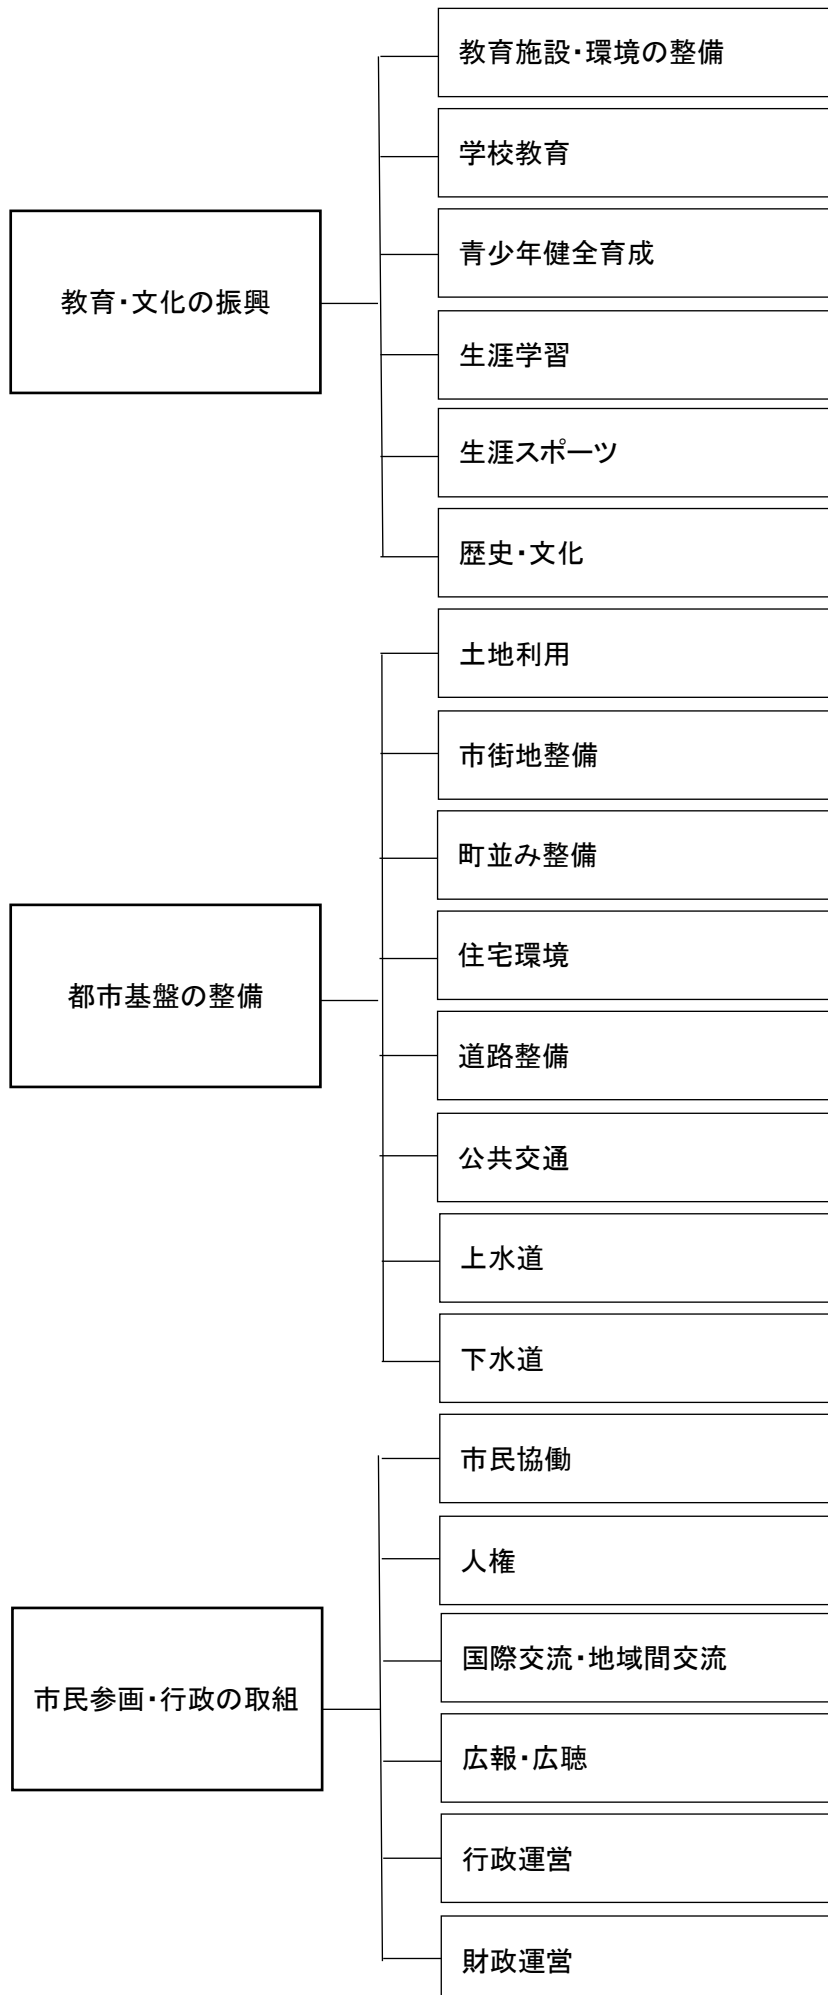 教育・文化の振興
教育施設・環境の整備
学校教育
青少年健全育成
生涯学習
生涯スポーツ
歴史・文化
都市基盤の整備
土地利用
市街地整備
町並み整備
住宅環境
道路整備
公共交通
上水道
下水道
市民参画・行政の取組
市民協働
人権
国際交流・地域間交流
広報・広聴
行政運営
財政運営